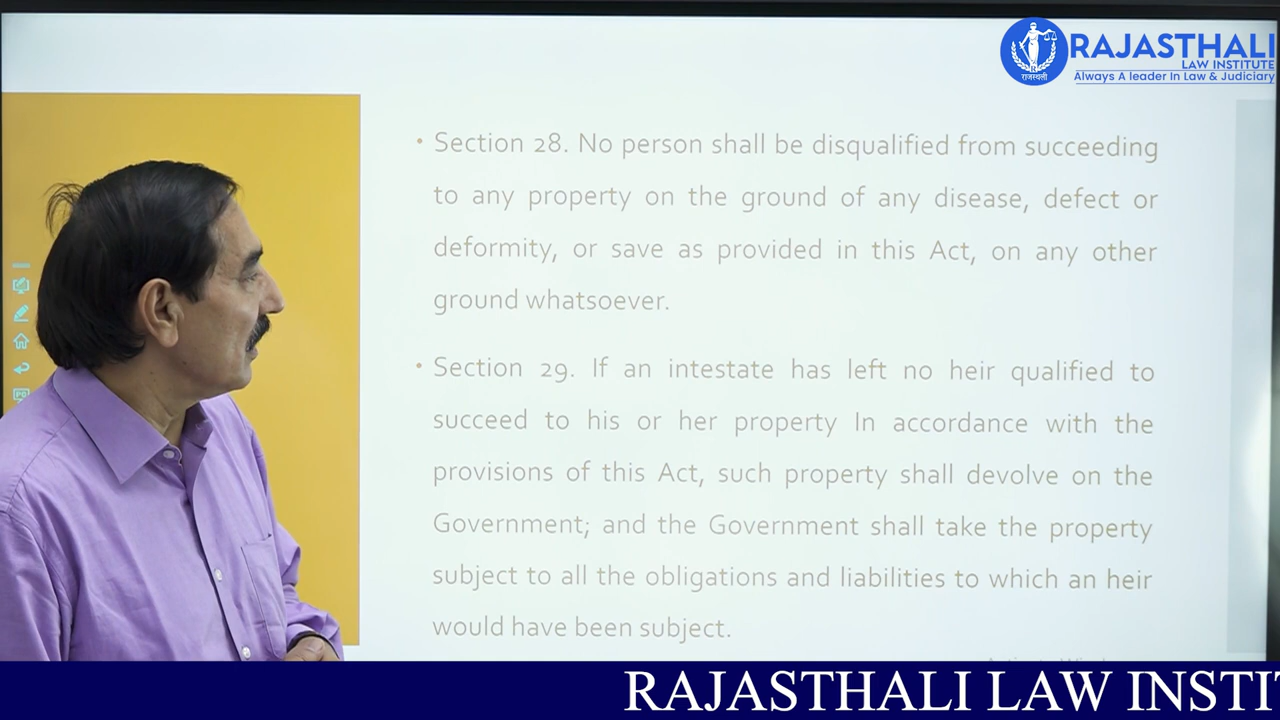 RAJASTHALI
LAW INSTITUTE
Always A leader In Law & Judiciary
राजस्थली
• Section 28. No person shall be disqualified from succeeding
to any property on the ground of any disease, defect or
deformity, or save as provided in this Act, on any other
ground whatsoever.
• Section 29. If an intestate has left no heir qualified to
succeed to his or her property In accordance with the
provisions of this Act, such property shall devolve on the
Government; and the Government shall take the property
subject to all the obligations and liabilities to which an heir
would have been subject.
RAJASTHALI LAW INSTIT